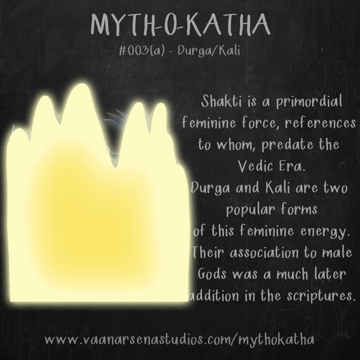 MYTH-O-KATHA
#003(a) - Durga/Kali
Shakti is a primordial
feminine force, references
to whom, predate the
Vedic Era.
Durga and Kali are two
popular forms
of this feminine energy.
Their association to male
Gods was a much later
addition in the scriptures.
www.vaanarsenastudios.com/mythokatha